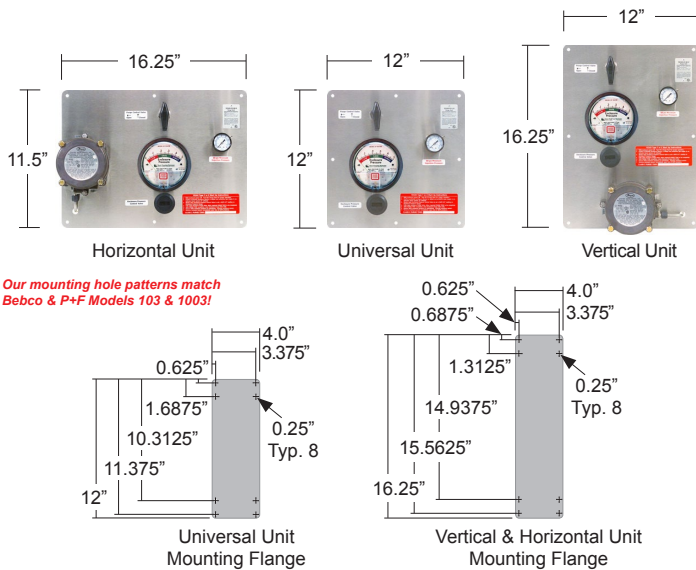 16.25”
12”
12”
11.5”
12”
16.25”
Horizontal Unit
Universal Unit
Vertical Unit
Our mounting hole patterns match
Bebco & P+F Models 103 & 1003!
4.0”
3.375”
0.625”
1.6875”
10.3125”
11.375”
12”
0.25”
Typ. 8
Universal Unit
Mounting Flange
0.625”
0.6875”
4.0”
3.375”
1.3125”
14.9375”
15.5625”
16.25”
0.25”
Typ. 8
Vertical & Horizontal Unit
Mounting Flange